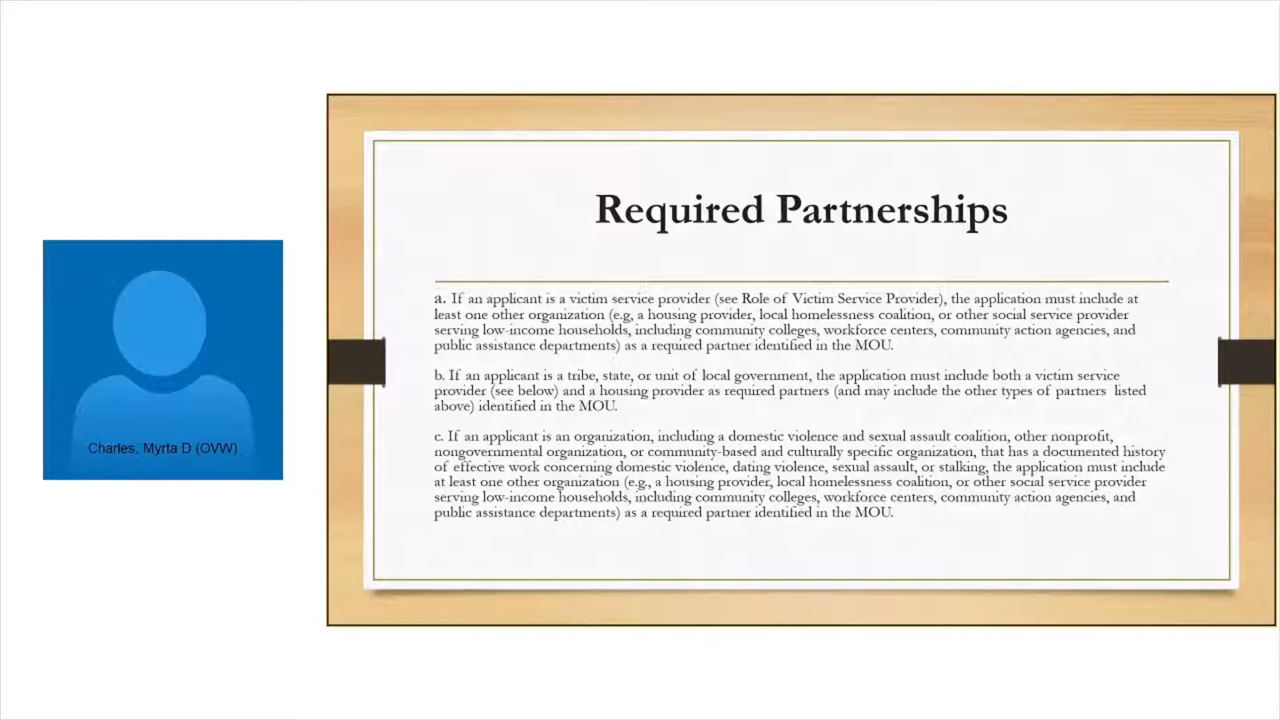 Required Partnerships
a. If an applicant is a victim service provider (see Role of Victim Service Provider), the application must include at
least one other organization (e.g, a housing provider, local homelessness coalition, or other social service provider
serving low-income households, including community colleges, workforce centers, community action agencies, and
public assistance departments) as a required partner identified in the MOU.
b. If an applicant is a tribe, state, or unit of local government, the application must include both a victim service
provider (see below) and a housing provider as required partners (and may include the other types of partners listed
above) identified in the MOU.
c. If an applicant is an organization, including a domestic violence and sexual assault coalition, other nonprofit,
nongovernmental organization, or community-based and culturally specific organization, that has a documented history
of effective work concerning domestic violence, dating violence, sexual assault, or stalking, the application must include
at least one other organization (e.g., a housing provider, local homelessness coalition, or other social service provider
serving low-income households, including community colleges, workforce centers, community action agencies, and
public assistance departments) as a required partner identified in the MOU.
Charles, Myrta D (OVW)